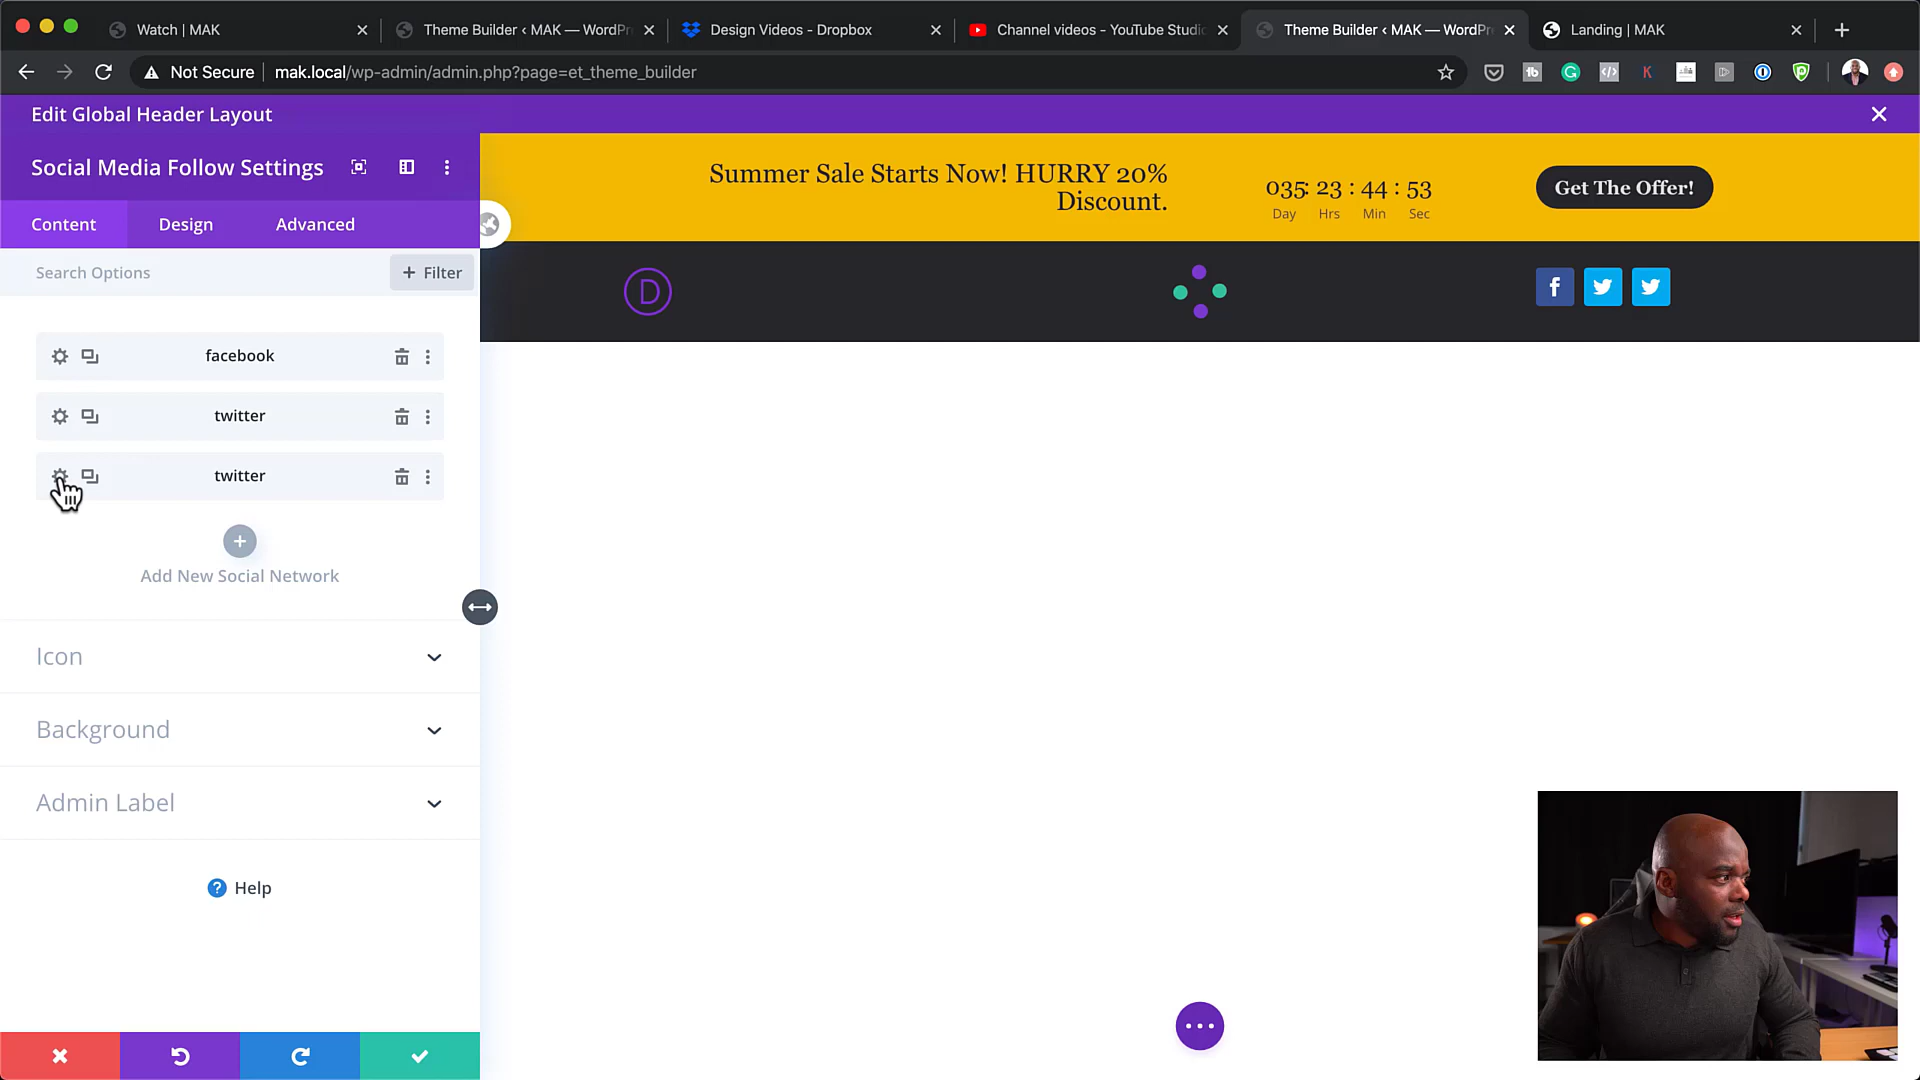 Watch | MAK
Theme Builder ‹ MAK — WordPr
Design Videos - Dropbox
Channel videos - YouTube Studio
Theme Builder ‹ MAK — WordPre
Landing | MAK
Not Secure
mak.local/wp-admin/admin.php?page=et_theme_builder
Edit Global Header Layout
Social Media Follow Settings
Content
Design
Advanced
Search Options
+ Filter
facebook
twitter
twitter
Add New Social Network
Icon
Background
Admin Label
? Help
Summer Sale Starts Now! HURRY 20%
Discount.
035: 23 : 44 : 53
Day Hrs Min Sec
Get The Offer!
D